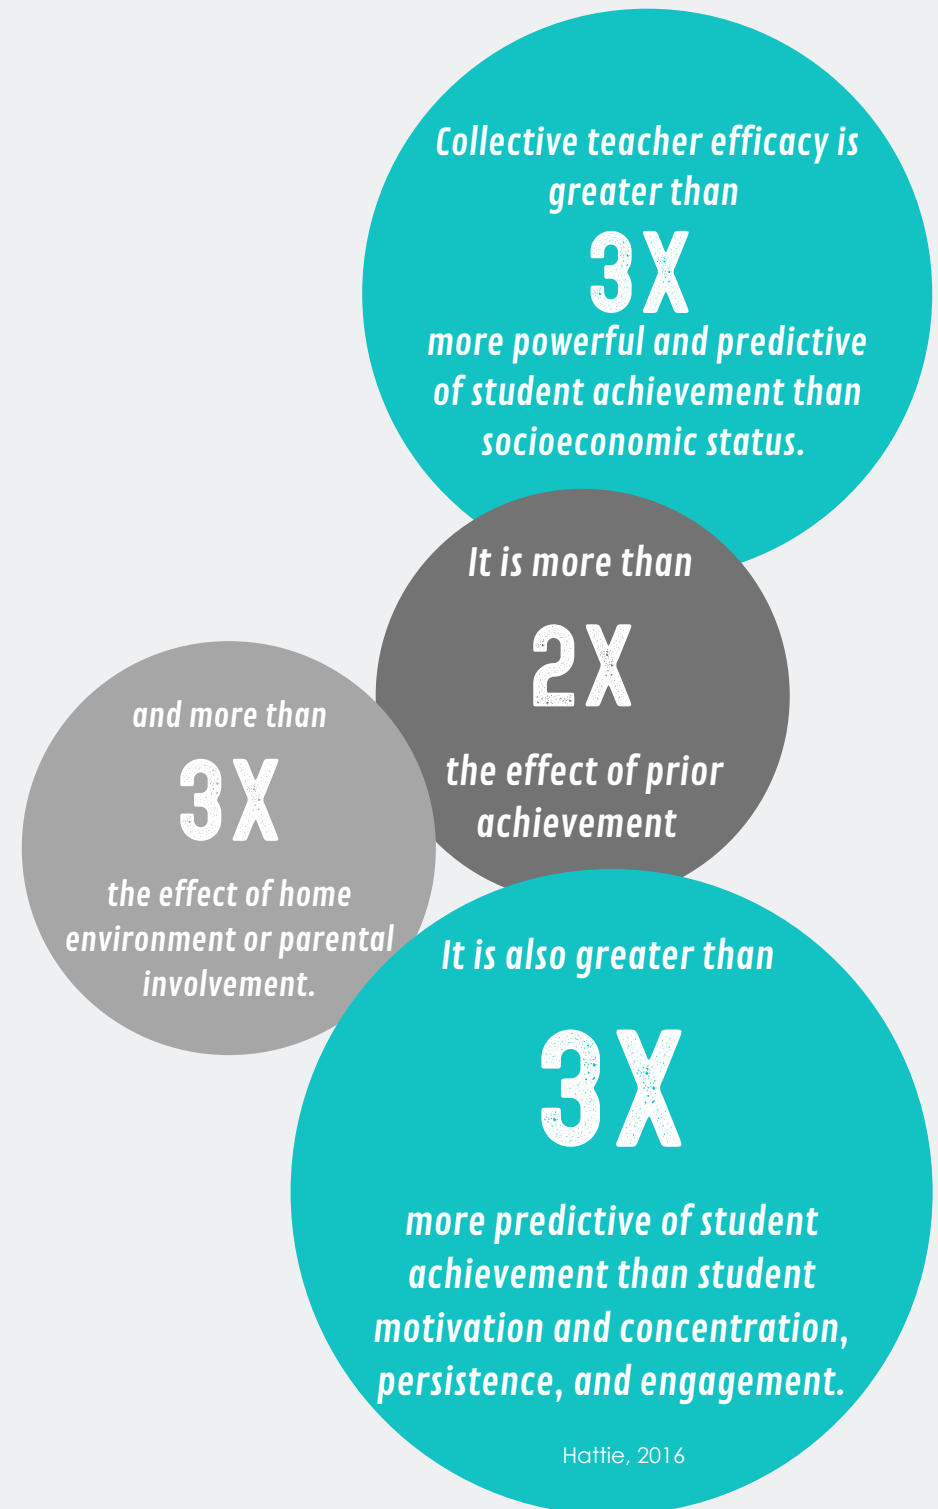 Collective teacher efficacy is
greater than
3X
more powerful and predictive
of student achievement than
socioeconomic status.
It is more than
2X
the effect of prior
achievement
and more than
3X
the effect of home
environment or parental
involvement.
It is also greater than
3X
more predictive of student
achievement than student
motivation and concentration,
persistence, and engagement.
Hattie, 2016